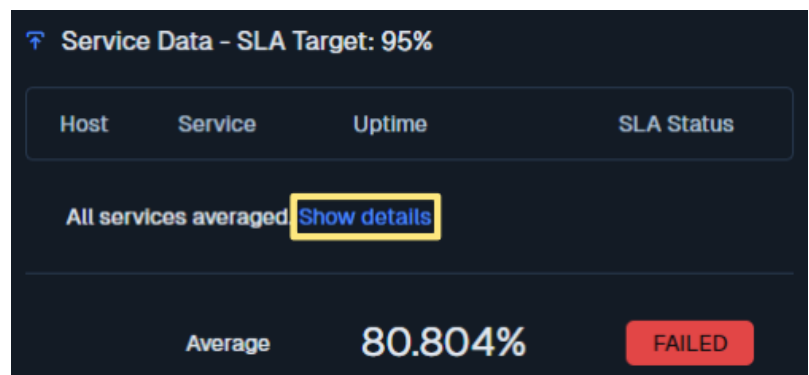 Service Data - SLA Target: 95%
Host Service Uptime SLA Status
All services averaged. Show details
Average 80.804% FAILED